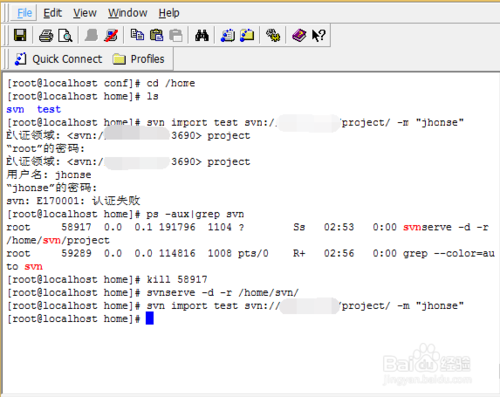 File Edit View Window Help
Quick Connect Profiles
[root@localhost conf]# cd /home
[root@localhost home]# ls
svn test
[root@localhost home]# svn import test svn:/ /project/ -m "jhonse"
认证领域: <svn:/ 3690> project
“root”的密码:
认证领域: <svn:/ 3690> project
用户名: jhonse
“jhonse”的密码:
svn: E170001: 认证失败
[root@localhost home]# ps -aux|grep svn
root 58917 0.0 0.1 191796 1104 ? Ss 02:53 0:00 svnserve -d -r
/home/svn/project
root 59289 0.0 0.0 114816 1008 pts/0 R+ 02:56 0:00 grep --color=au
to svn
[root@localhost home]# kill 58917
[root@localhost home]# svnserve -d -r /home/svn/
[root@localhost home]# svn import test svn:// /project/ -m "jhonse"
[root@localhost home]#
Baidu 经验
jingyan.baidu.com